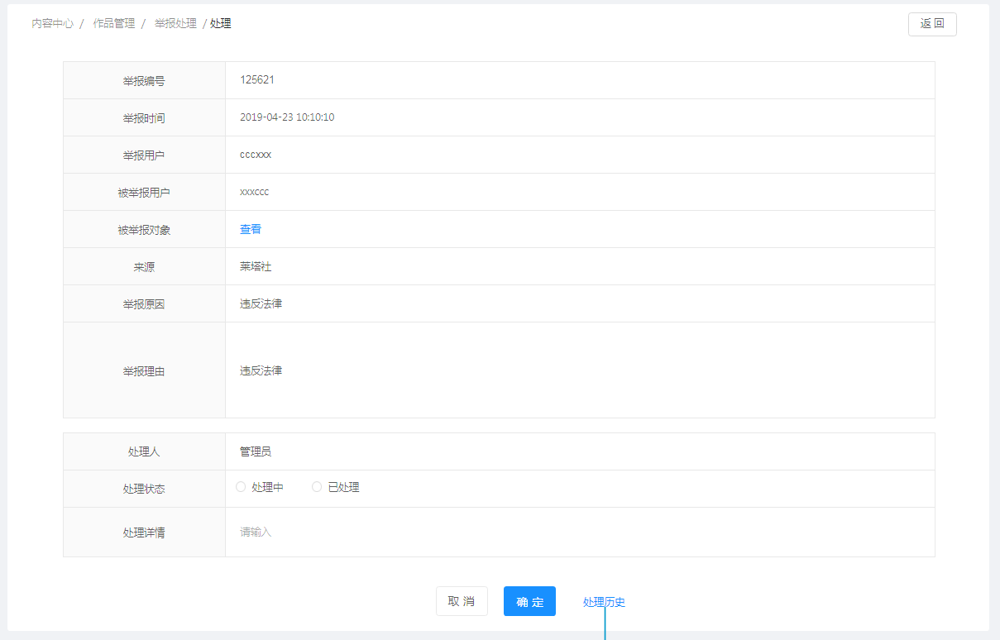 内容中心 / 作品管理 / 举报处理 / 处理
返 回
举报编号 125621
举报时间 2019-04-23 10:10:10
举报用户 cccxxx
被举报用户 xxxccc
被举报对象 查看
来源 莱塔社
举报原因 违反法律
举报理由 违反法律
处理人 管理员
处理状态 处理中 已处理
处理详情 请输入
取 消 确 定 处理历史